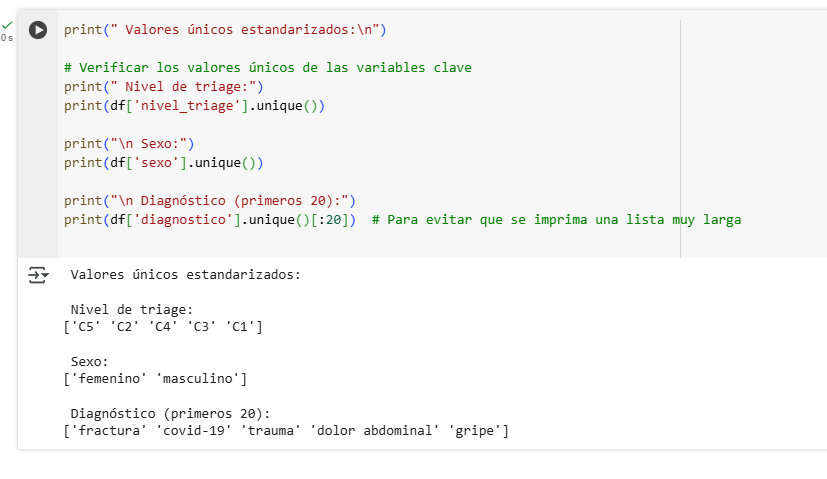 0 s
print(" Valores únicos estandarizados:\n")
# Verificar los valores únicos de las variables clave
print(" Nivel de triage:")
print(df['nivel_triage'].unique())
print("\n Sexo:")
print(df['sexo'].unique())
print("\n Diagnóstico (primeros 20):")
print(df['diagnostico'].unique()[:20])  # Para evitar que se imprima una lista muy larga
Valores únicos estandarizados:
Nivel de triage:
['C5' 'C2' 'C4' 'C3' 'C1']
Sexo:
['femenino' 'masculino']
Diagnóstico (primeros 20):
['fractura' 'covid-19' 'trauma' 'dolor abdominal' 'gripe']